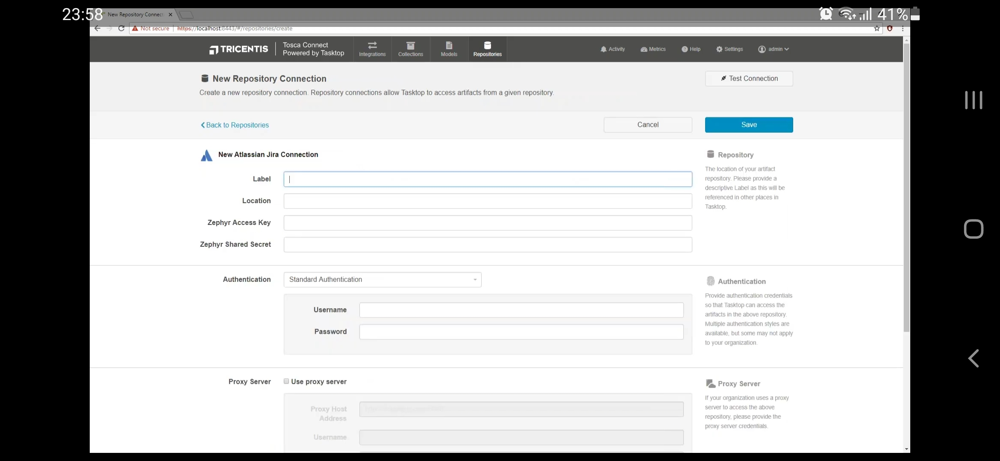 23:58
New Repository Connect
41%
Not secure
https://localhost:8443/#/repositories/create
TRICENTIS
Tosca Connect
Powered by Tasktop
Integrations
Collections
Models
Repositories
Activity
Metrics
Help
Settings
admin
New Repository Connection
Test Connection
Create a new repository connection. Repository connections allow Tasktop to access artifacts from a given repository.
Back to Repositories
Cancel
Save
New Atlassian Jira Connection
Label
Location
Zephyr Access Key
Zephyr Shared Secret
Repository
The location of your artifact
repository. Please provide a
descriptive Label as this will be
referenced in other places in
Tasktop.
Authentication
Standard Authentication
Username
Password
Authentication
Provide authentication credentials
so that Tasktop can access the
artifacts in the above repository.
Multiple authentication styles are
available, but some may not apply
to your organization.
Proxy Server
Use proxy server
Proxy Host
Address
Username
Proxy Server
If your organization uses a proxy
server to access the above
repository, please provide the
proxy server credentials.